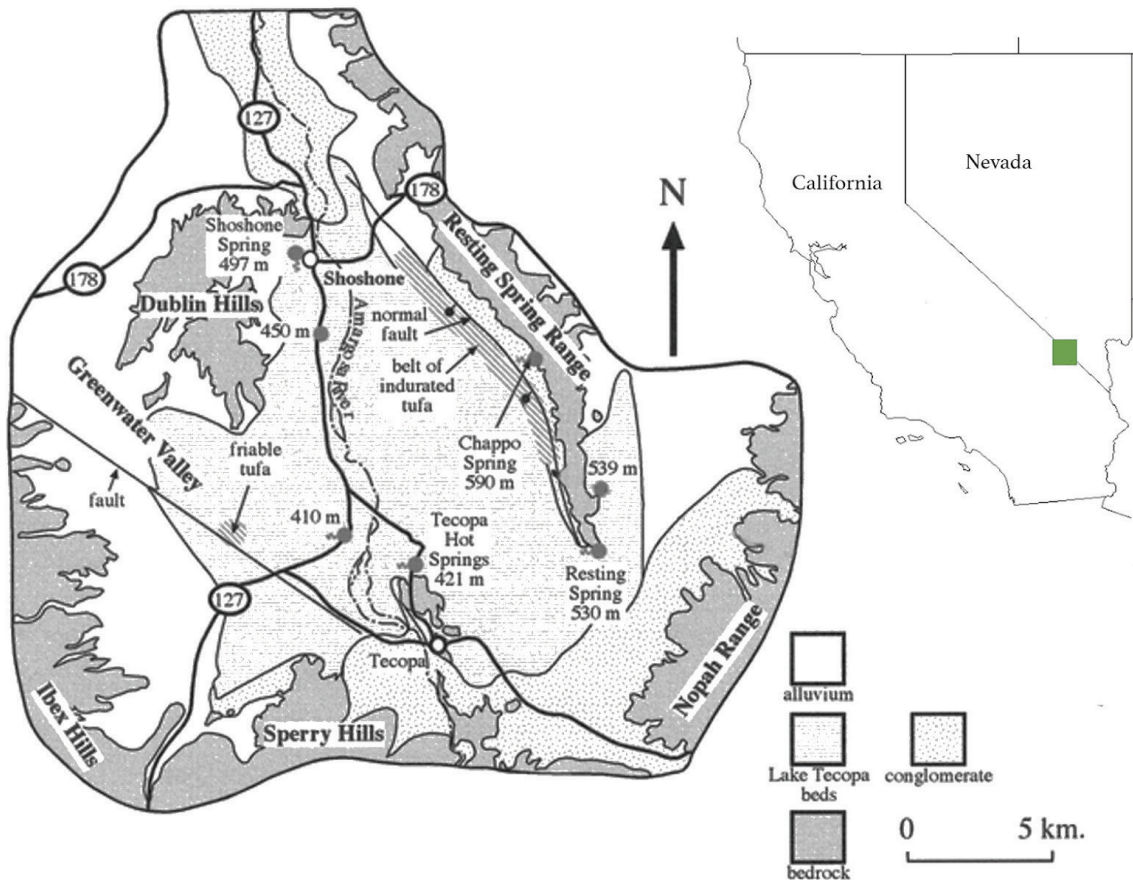 127
178
Shoshone
Spring
497 m
Shoshone
178
Dublin Hills
450 m
Amargosa River
normal
fault
belt of
indurated
tufa
Resting Spring Range
N
Greenwater Valley
friable
tufa
fault
Chappo
Spring
590 m
539 m
410 m
Tecopa
Hot
Springs
421 m
Resting
Spring
530 m
127
Tecopa
Nopah Range
Ibex Hills
Sperry Hills
California
Nevada
alluvium
Lake Tecopa
beds
conglomerate
bedrock
0 5 km.